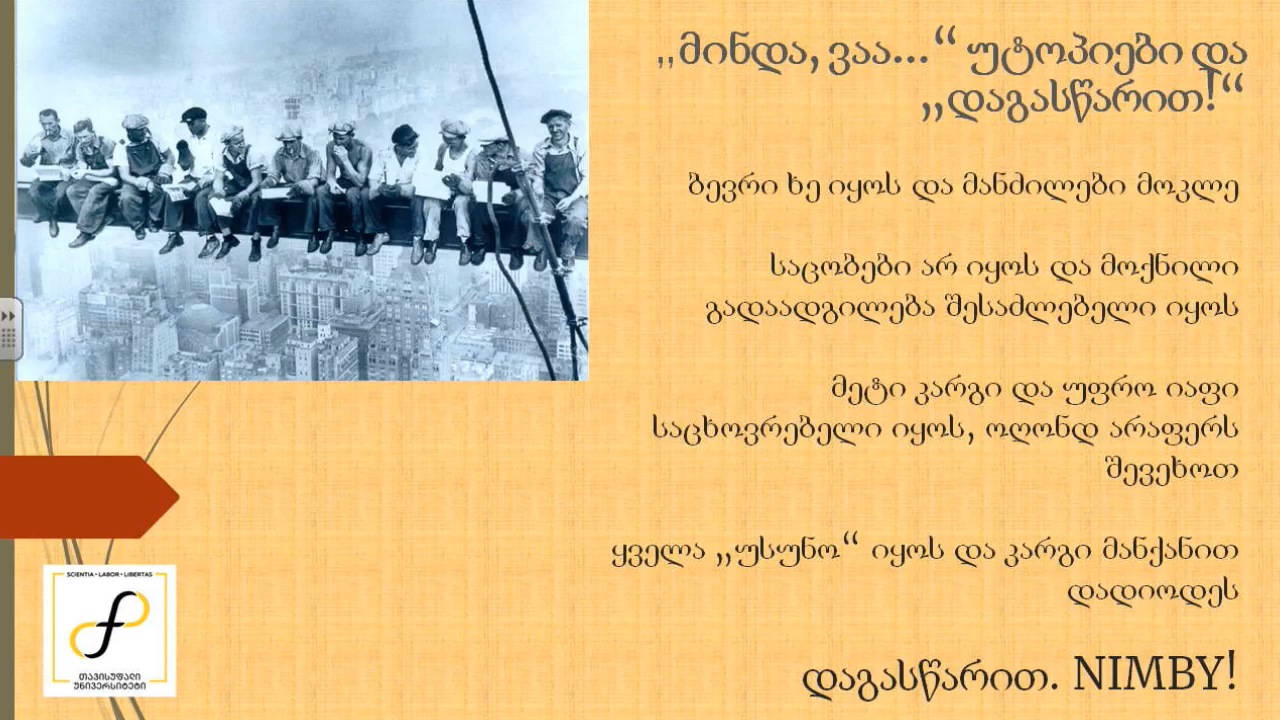 „მინდა, ვაა...“ უტოპიები და
„დაგასწარით!“
ბევრი ხე იყოს და მანძილები მოკლე
საცობები არ იყოს და მოქნილი
გადაადგილება შესაძლებელი იყოს
მეტი კარგი და უფრო იაფი
საცხოვრებელი იყოს, ოღონდ არაფერს
შევეხოთ
ყველა „უსუნო“ იყოს და კარგი მანქანით
დადიოდეს
დაგასწარით. NIMBY!
SCIENTIA • LABOR • LIBERTAS
თავისუფალი
უნივერსიტეტი